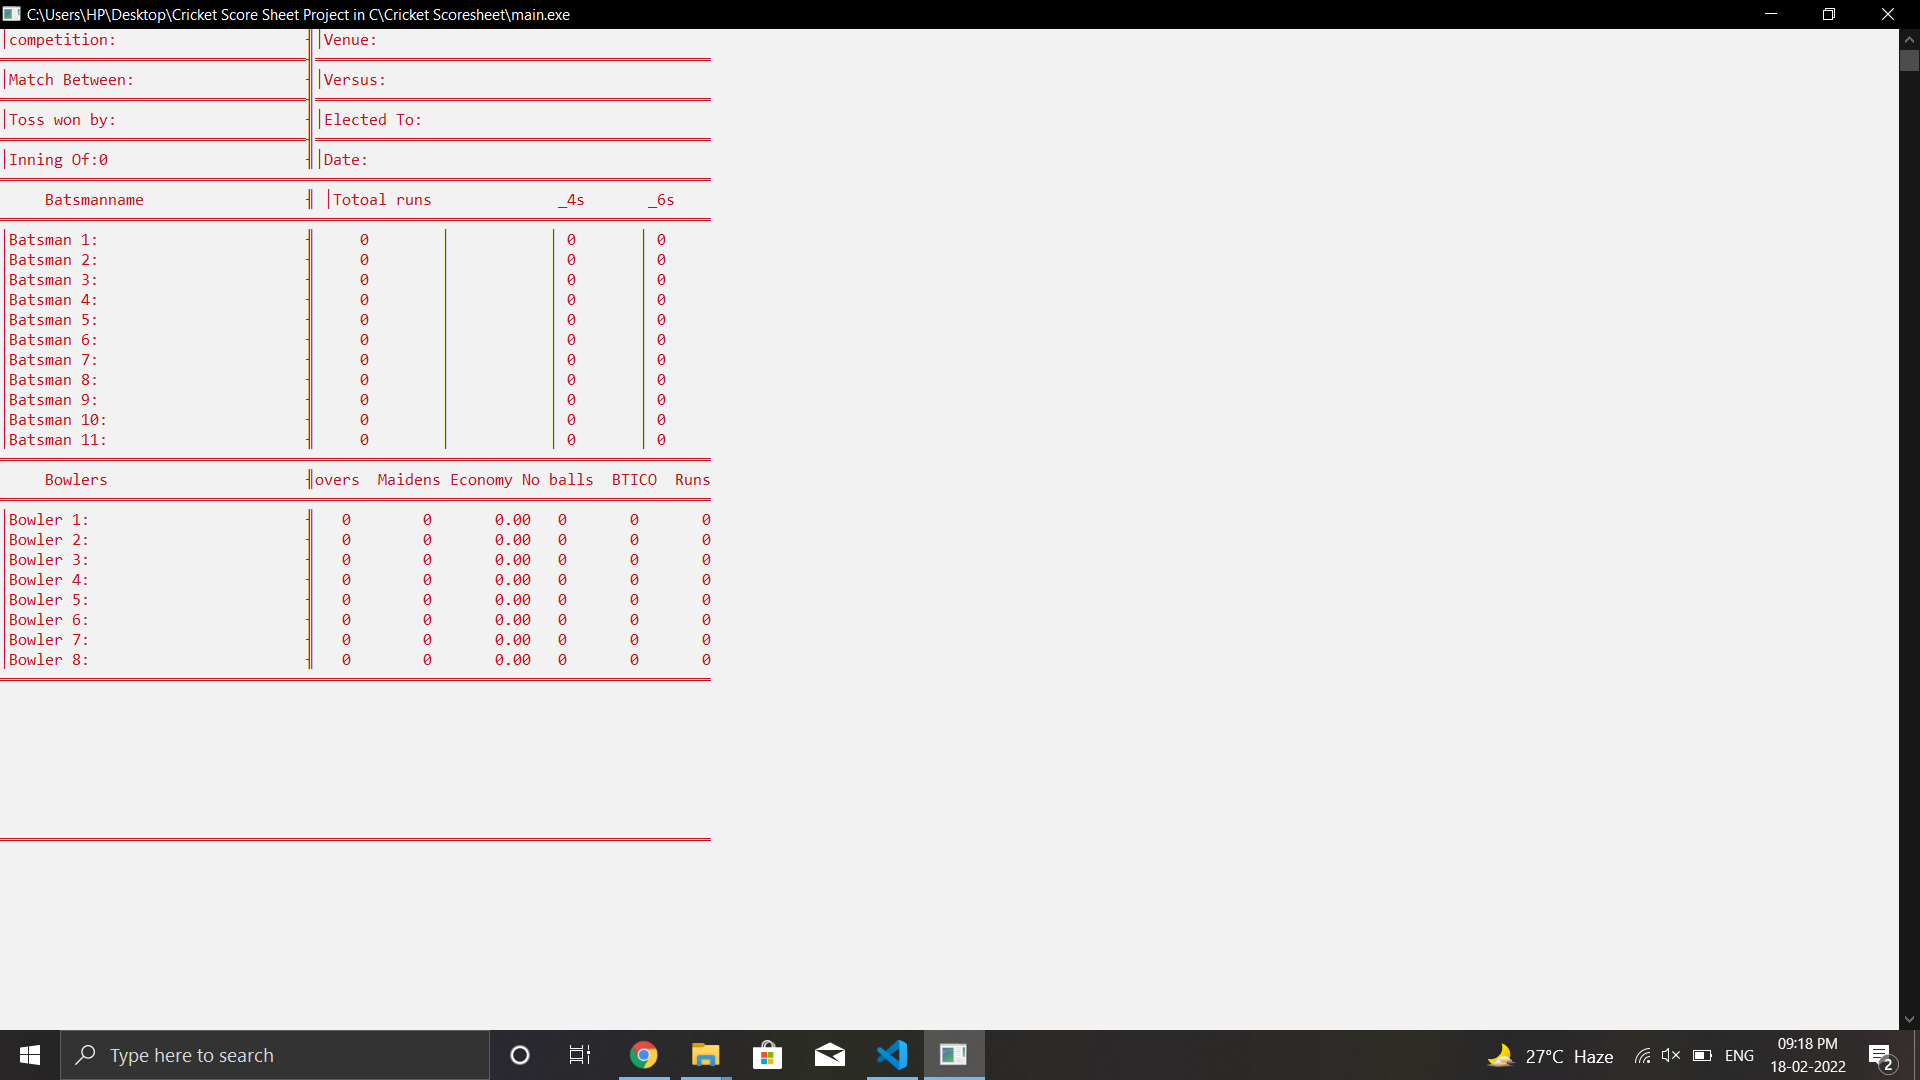 C:\Users\HP\Desktop\Cricket Score Sheet Project in C\Cricket Scoresheet\main.exe
competition: Venue:
Match Between: Versus:
Toss won by: Elected To:
Inning Of:0 Date:
Batsmanname Totoal runs _4s _6s
Batsman 1: 0 0 0
Batsman 2: 0 0 0
Batsman 3: 0 0 0
Batsman 4: 0 0 0
Batsman 5: 0 0 0
Batsman 6: 0 0 0
Batsman 7: 0 0 0
Batsman 8: 0 0 0
Batsman 9: 0 0 0
Batsman 10: 0 0 0
Batsman 11: 0 0 0
Bowlers overs Maidens Economy No balls BTICO Runs
Bowler 1: 0 0 0.00 0 0 0
Bowler 2: 0 0 0.00 0 0 0
Bowler 3: 0 0 0.00 0 0 0
Bowler 4: 0 0 0.00 0 0 0
Bowler 5: 0 0 0.00 0 0 0
Bowler 6: 0 0 0.00 0 0 0
Bowler 7: 0 0 0.00 0 0 0
Bowler 8: 0 0 0.00 0 0 0
Type here to search
27°C Haze
ENG
09:18 PM
18-02-2022
2